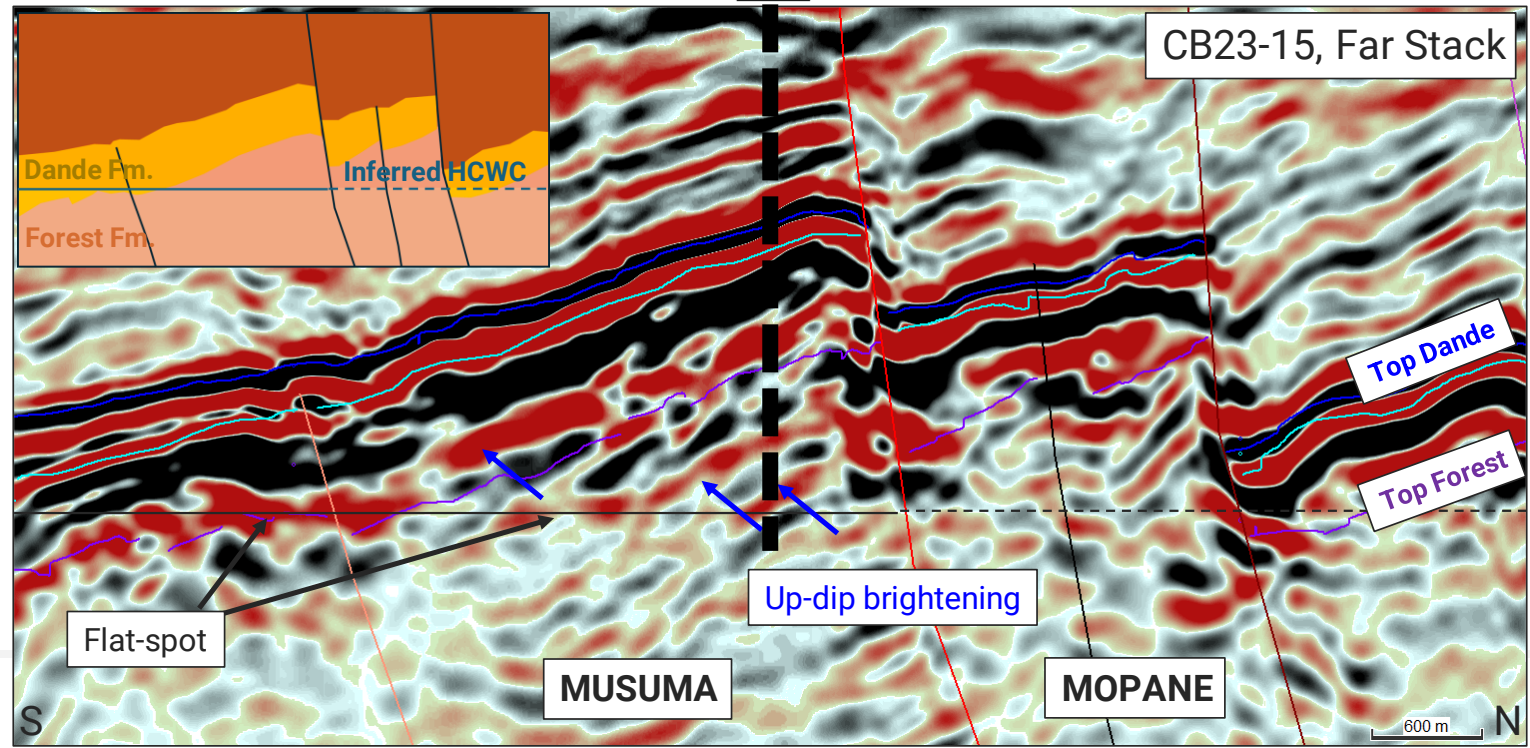 CB23-15, Far Stack
Dande Fm.
Inferred HCWC
Forest Fm.
Top Dande
Top Forest
Up-dip brightening
Flat-spot
MUSUMA
MOPANE
S
600 m
N